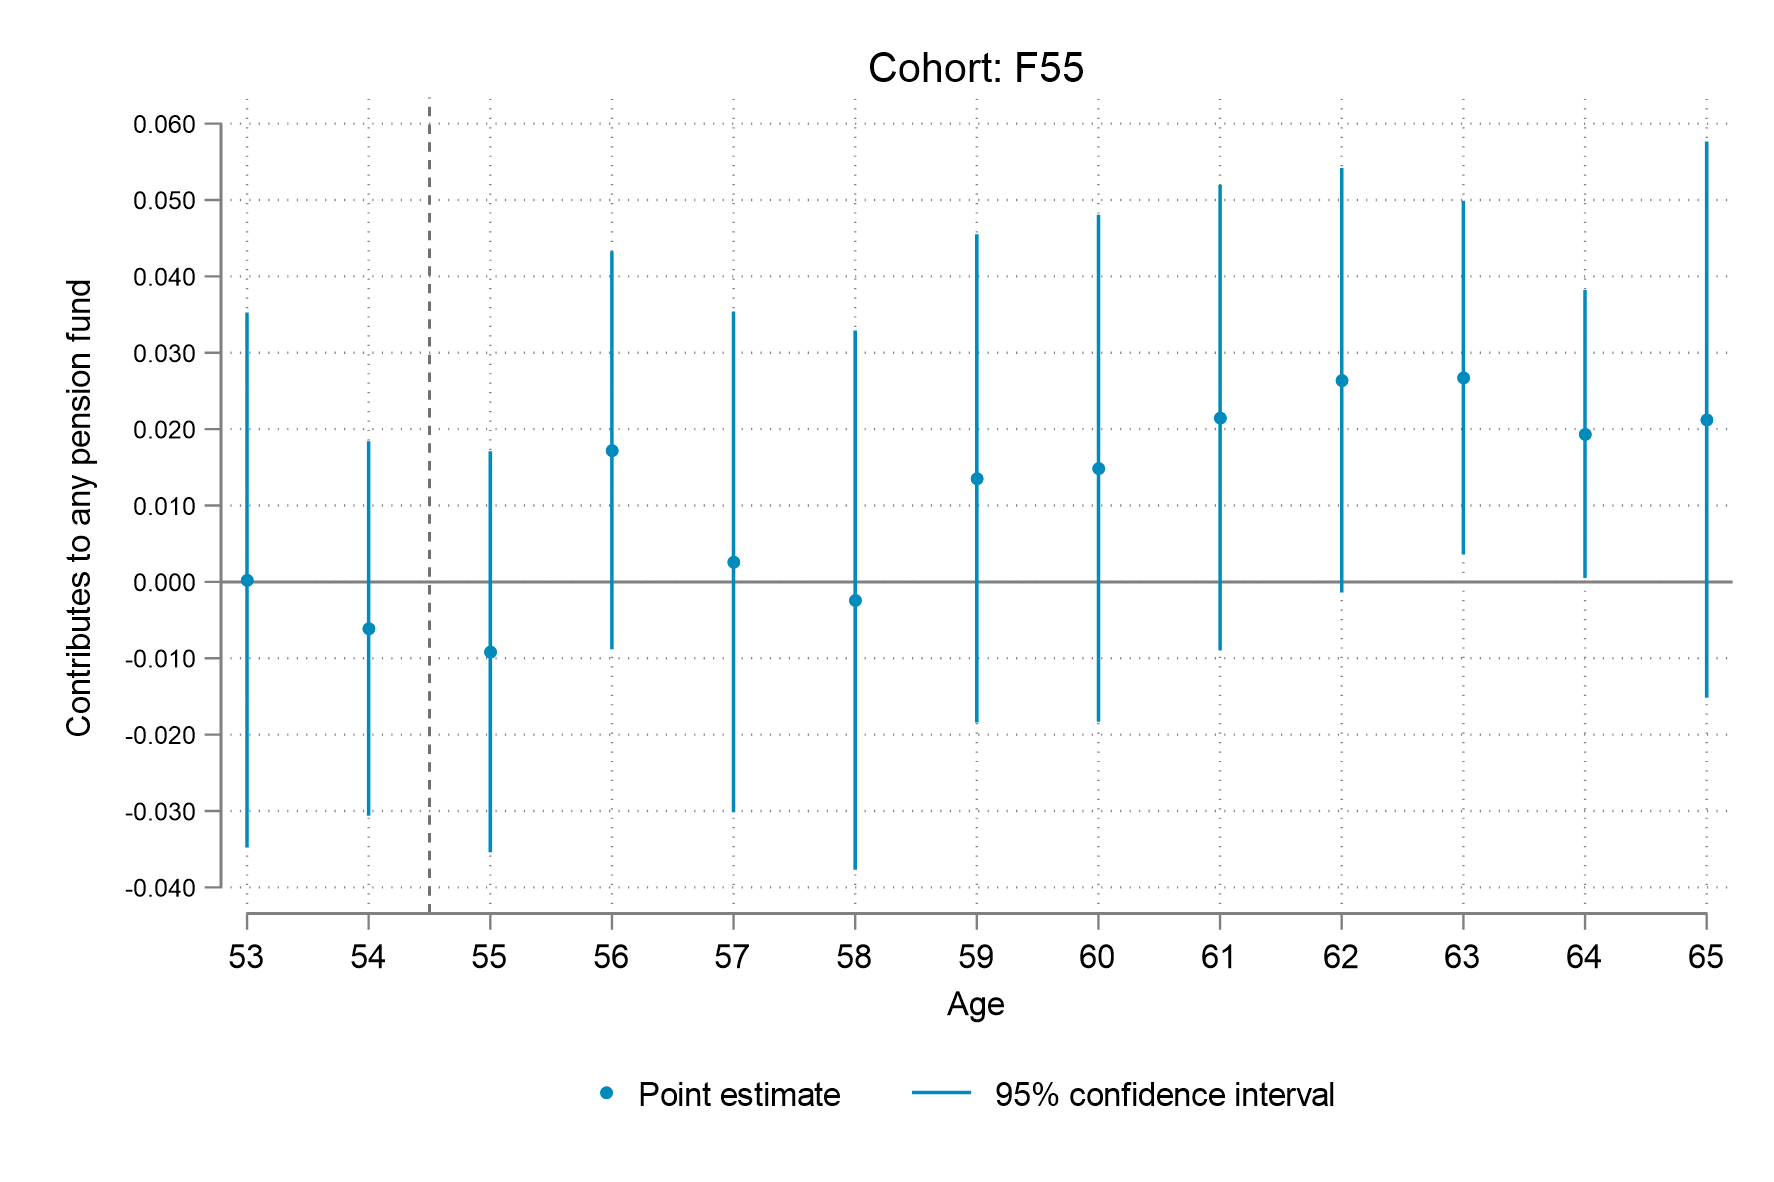 Cohort: F55
Contributes to any pension fund
0.060
0.050
0.040
0.030
0.020
0.010
0.000
-0.010
-0.020
-0.030
-0.040
53 54 55 56 57 58 59 60 61 62 63 64 65
Age
Point estimate 95% confidence interval